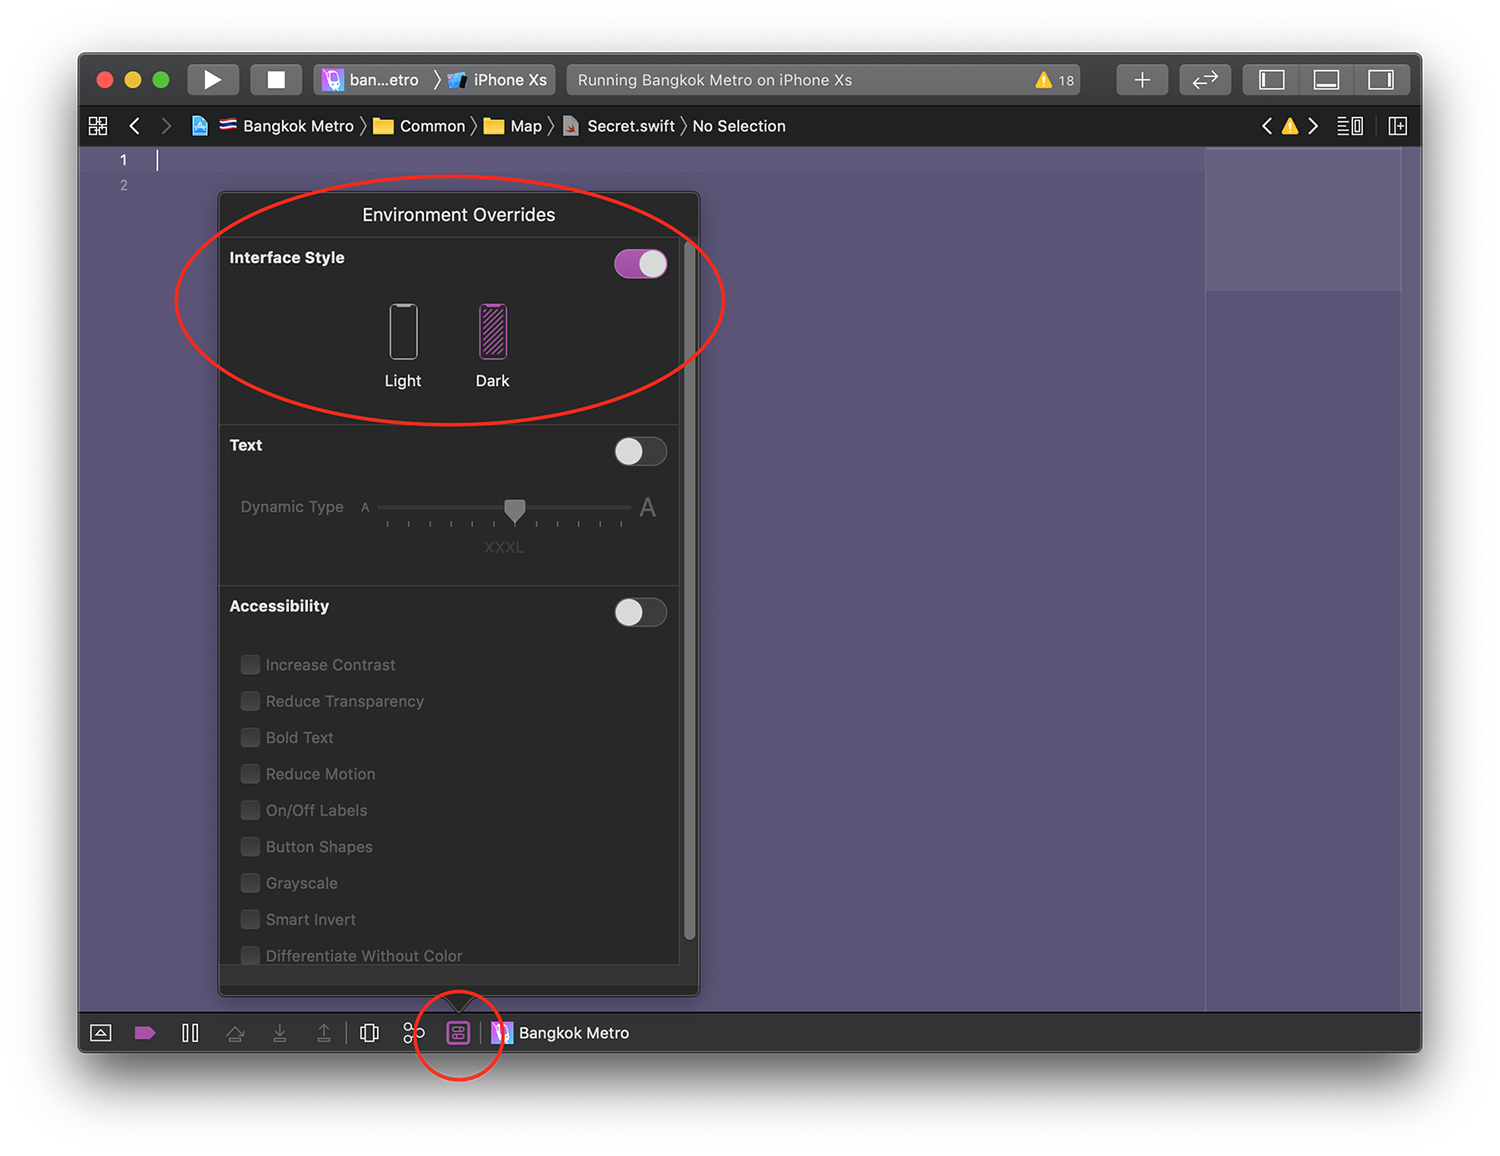 ban...etro 〉 iPhone Xs
Running Bangkok Metro on iPhone Xs
18
Bangkok Metro 〉 Common 〉 Map 〉 Secret.swift 〉 No Selection
1
2
Environment Overrides
Interface Style
Light
Dark
Text
Dynamic Type A A
XXXL
Accessibility
Increase Contrast
Reduce Transparency
Bold Text
Reduce Motion
On/Off Labels
Button Shapes
Grayscale
Smart Invert
Differentiate Without Color
Bangkok Metro